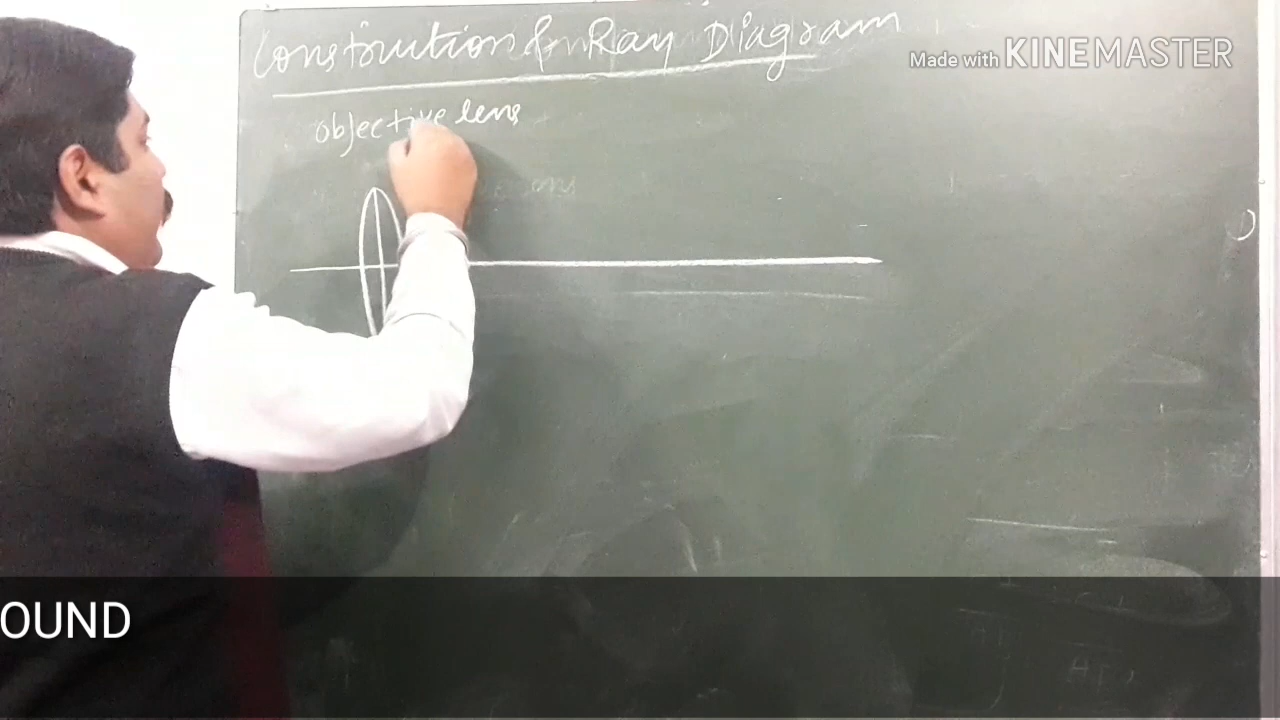 Construction & Ray Diagram
Made with KINEMASTER
objective lens
OUND